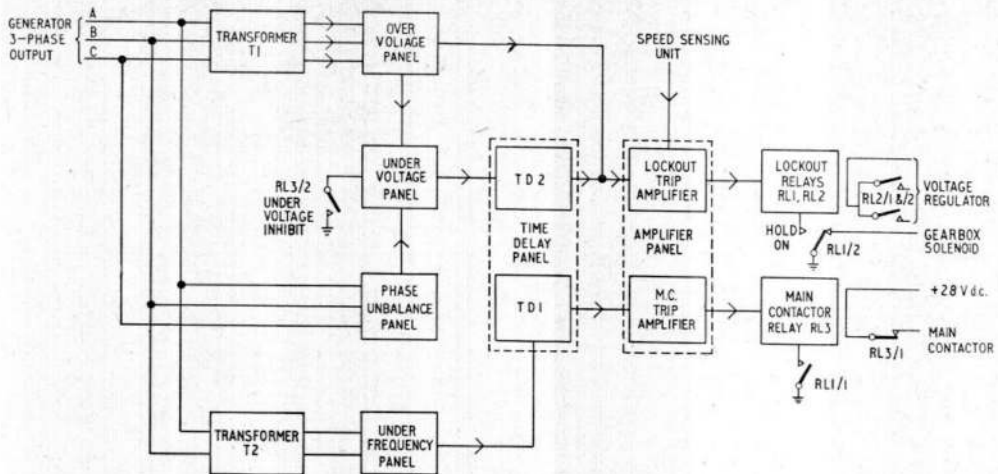 GENERATOR
3-PHASE
OUTPUT
A
B
C
TRANSFORMER
T1
OVER
VOLTAGE
PANEL
SPEED SENSING
UNIT
RL3/2
UNDER
VOLTAGE
INHIBIT
UNDER
VOLTAGE
PANEL
TD2
TIME
DELAY
PANEL
TD1
LOCKOUT
TRIP
AMPLIFIER
AMPLIFIER
PANEL
M.C.
TRIP
AMPLIFIER
LOCKOUT
RELAYS
RL1, RL2
HOLD
ON
RL1/2
RL2/1 &/2
VOLTAGE
REGULATOR
GEARBOX
SOLENOID
PHASE
UNBALANCE
PANEL
MAIN
CONTACTOR
RELAY RL3
+28 V d.c.
MAIN
CONTACTOR
RL3/1
RL1/1
TRANSFORMER
T2
UNDER
FREQUENCY
PANEL